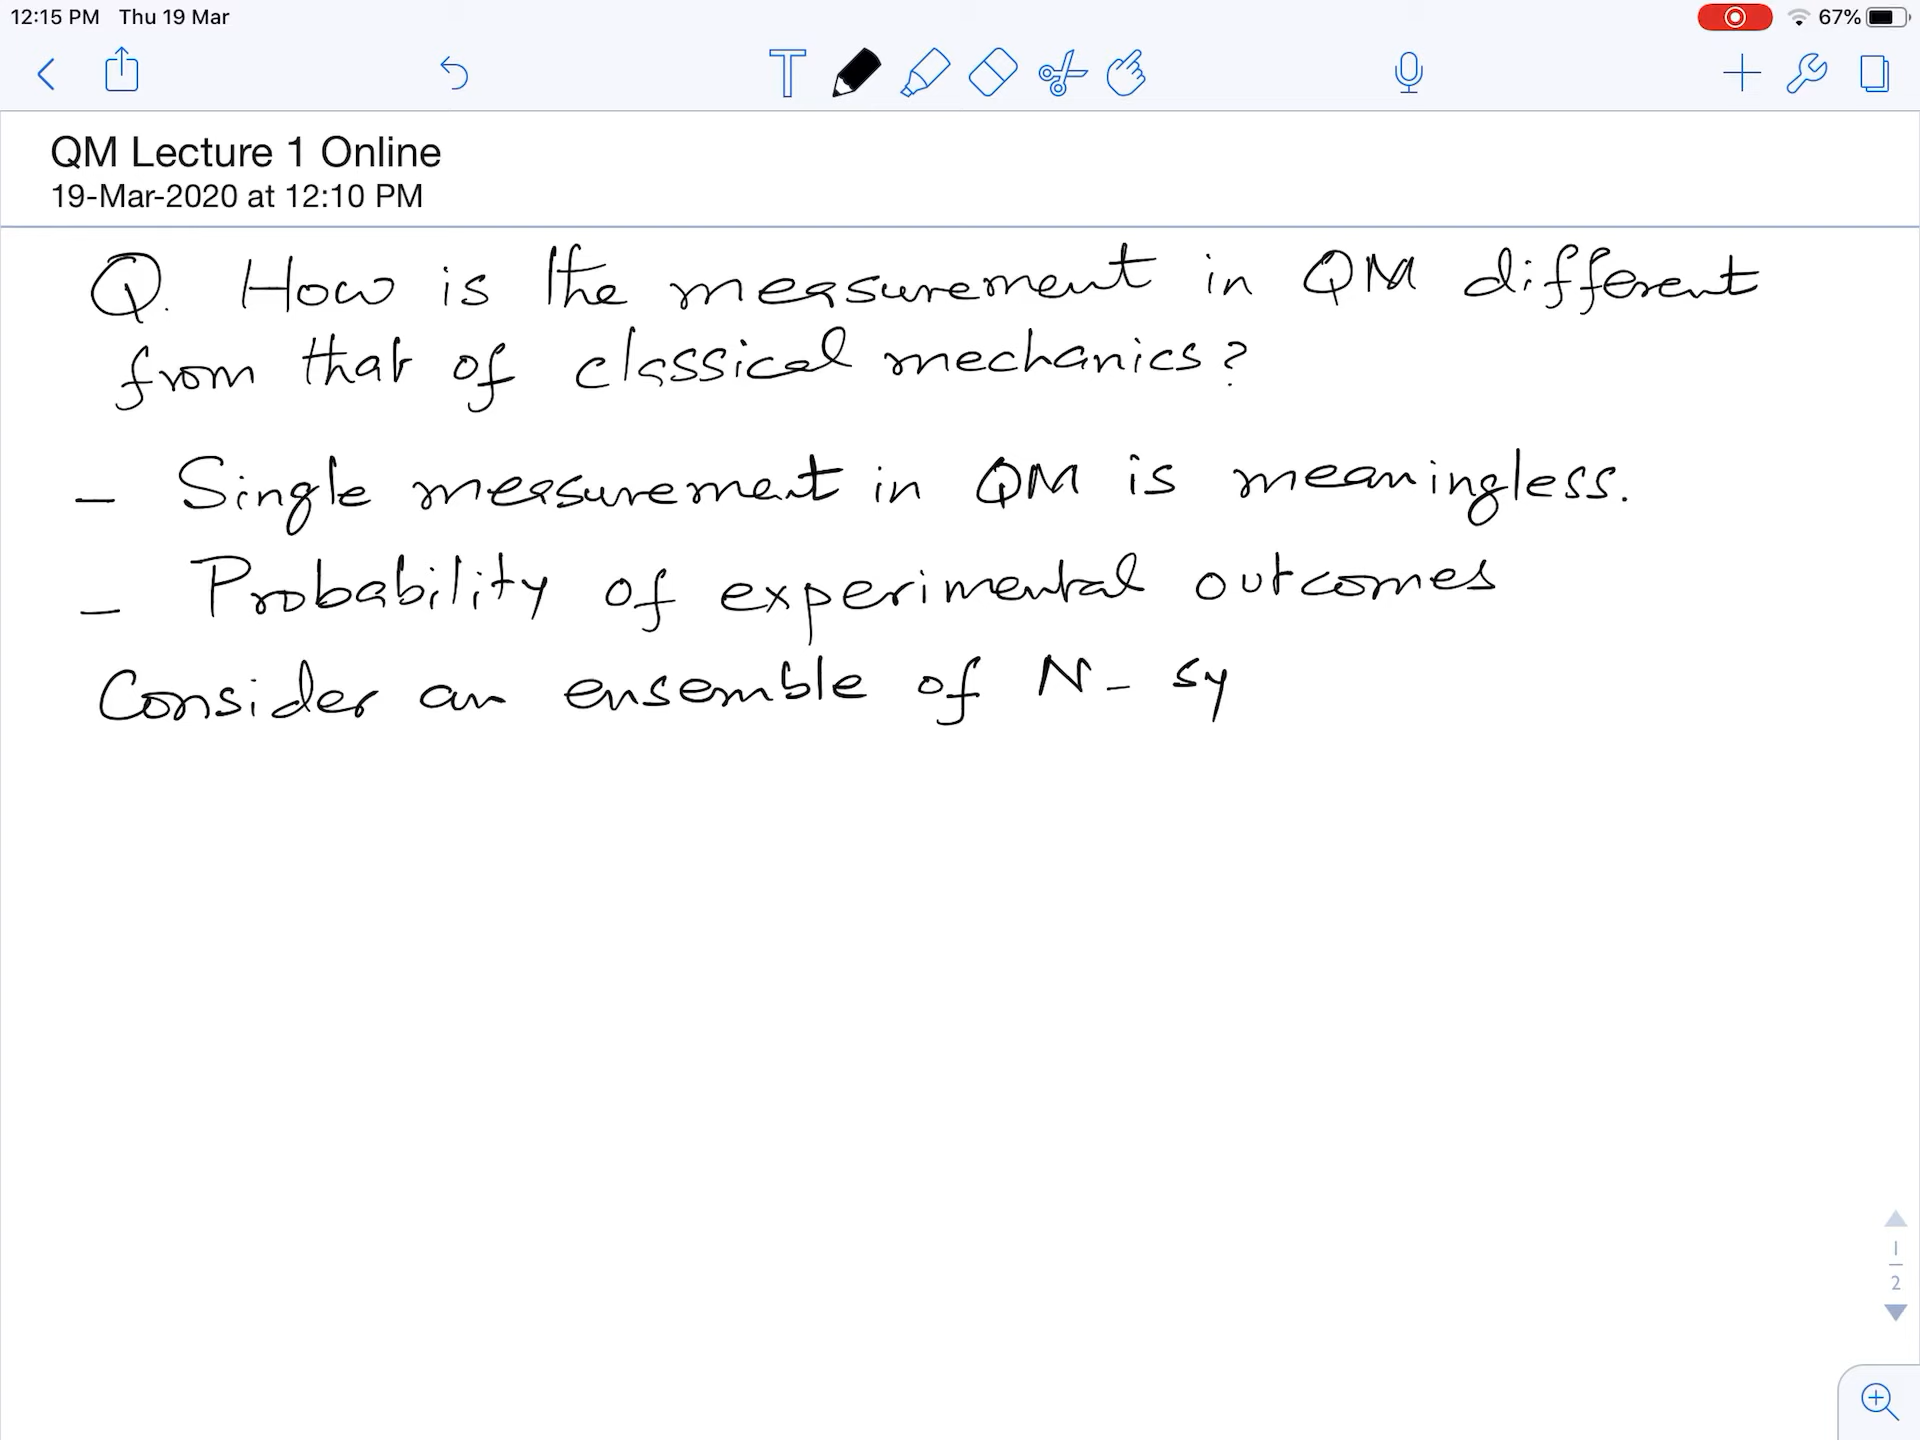 12:15 PM Thu 19 Mar 67%
T
QM Lecture 1 Online
19-Mar-2020 at 12:10 PM
Q. How is the measurement in QM different
from that of classical mechanics?
- Single measurement in QM is meaningless.
- Probability of experimental outcomes
Consider an ensemble of N - sy
1
2